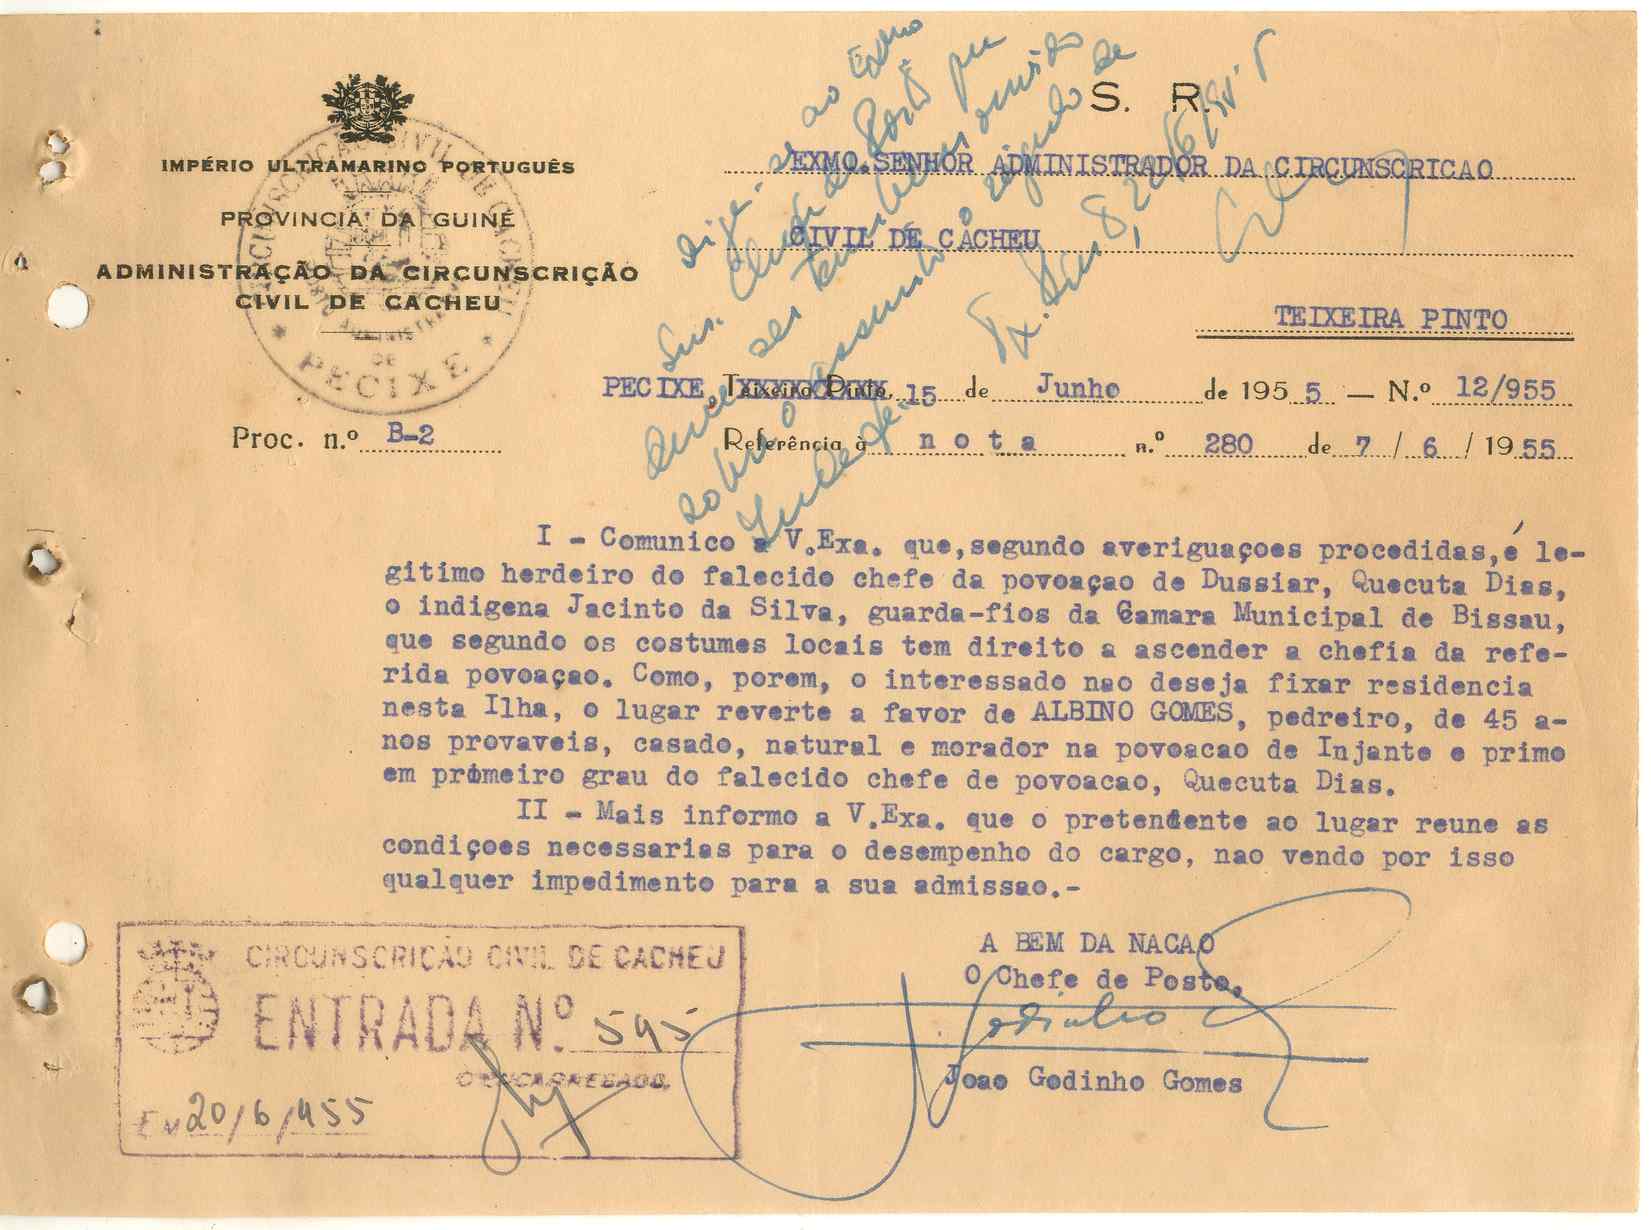 S. R.
IMPÉRIO ULTRAMARINO PORTUGUÊS
PROVINCIA DA GUINÉ
ADMINISTRAÇÃO DA CIRCUNSCRIÇÃO
CIVIL DE CACHEU
PECIXE
EXMO.SENHOR ADMINISTRADOR DA CIRCUNSCRICAO
CIVIL DE CACHEU
TEIXEIRA PINTO
PECIXE, Teixeira Pinto, 15 de Junho de 1955 — N.º 12/955
Proc. n.º B-2
Referência à nota n.º 280 de 7 / 6 / 1955
I - Comunico a V.Exa. que,segundo averiguaçoes procedidas,é le-
gitimo herdeiro do falecido chefe da povoaçao de Dussiar, Quecuta Dias,
o indigena Jacinto da Silva, guarda-fios da Camara Municipal de Bissau,
que segundo os costumes locais tem direito a ascender a chefia da refe-
rida povoaçao. Como, porem, o interessado nao deseja fixar residencia
nesta Ilha, o lugar reverte a favor de ALBINO GOMES, pedreiro, de 45 a-
nos provaveis, casado, natural e morador na povoacao de Injante e primo
em primeiro grau do falecido chefe de povoacao, Quecuta Dias.
II - Mais informo a V.Exa. que o pretendente ao lugar reune as
condiçoes necessarias para o desempenho do cargo, nao vendo por isso
qualquer impedimento para a sua admissao.-
A BEM DA NACAO
O Chefe de Posto,
Godinho
Joao Godinho Gomes
CIRCUNSCRIÇÃO CIVIL DE CACHEU
ENTRADA N.º 595
O ENCARREGADO,
EM 20/6/955